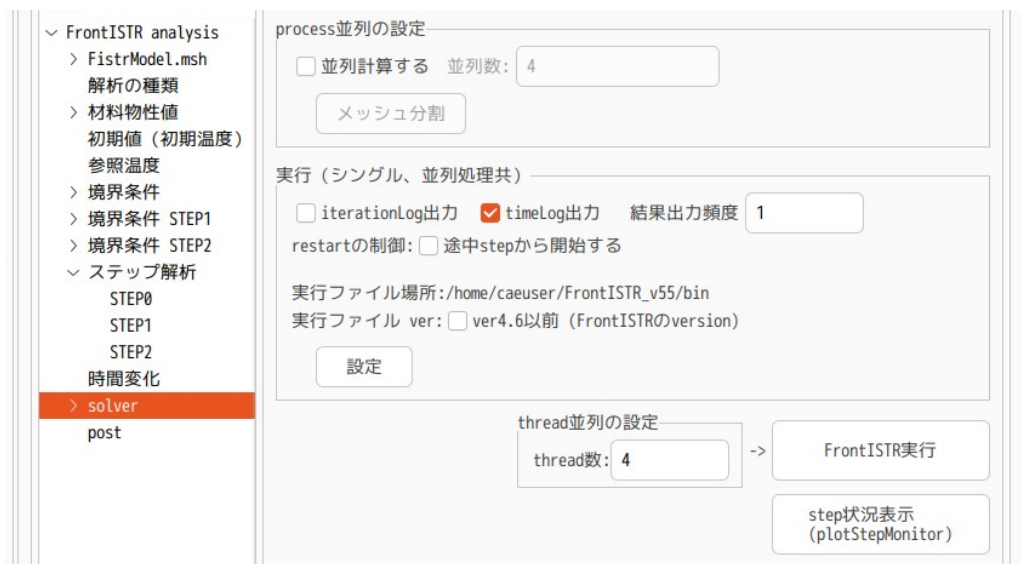 FrontISTR analysis
FistrModel.msh
解析の種類
材料物性値
初期値（初期温度）
参照温度
境界条件
境界条件 STEP1
境界条件 STEP2
ステップ解析
STEP0
STEP1
STEP2
時間変化
solver
post
process並列の設定
並列計算する 並列数: 4
メッシュ分割
実行（シングル、並列処理共）
iterationLog出力 timeLog出力 結果出力頻度 1
restartの制御: 途中stepから開始する
実行ファイル場所:/home/caeuser/FrontISTR_v55/bin
実行ファイル ver: ver4.6以前（FrontISTRのversion）
設定
thread並列の設定
thread数: 4
->
FrontISTR実行
step状況表示
(plotStepMonitor)